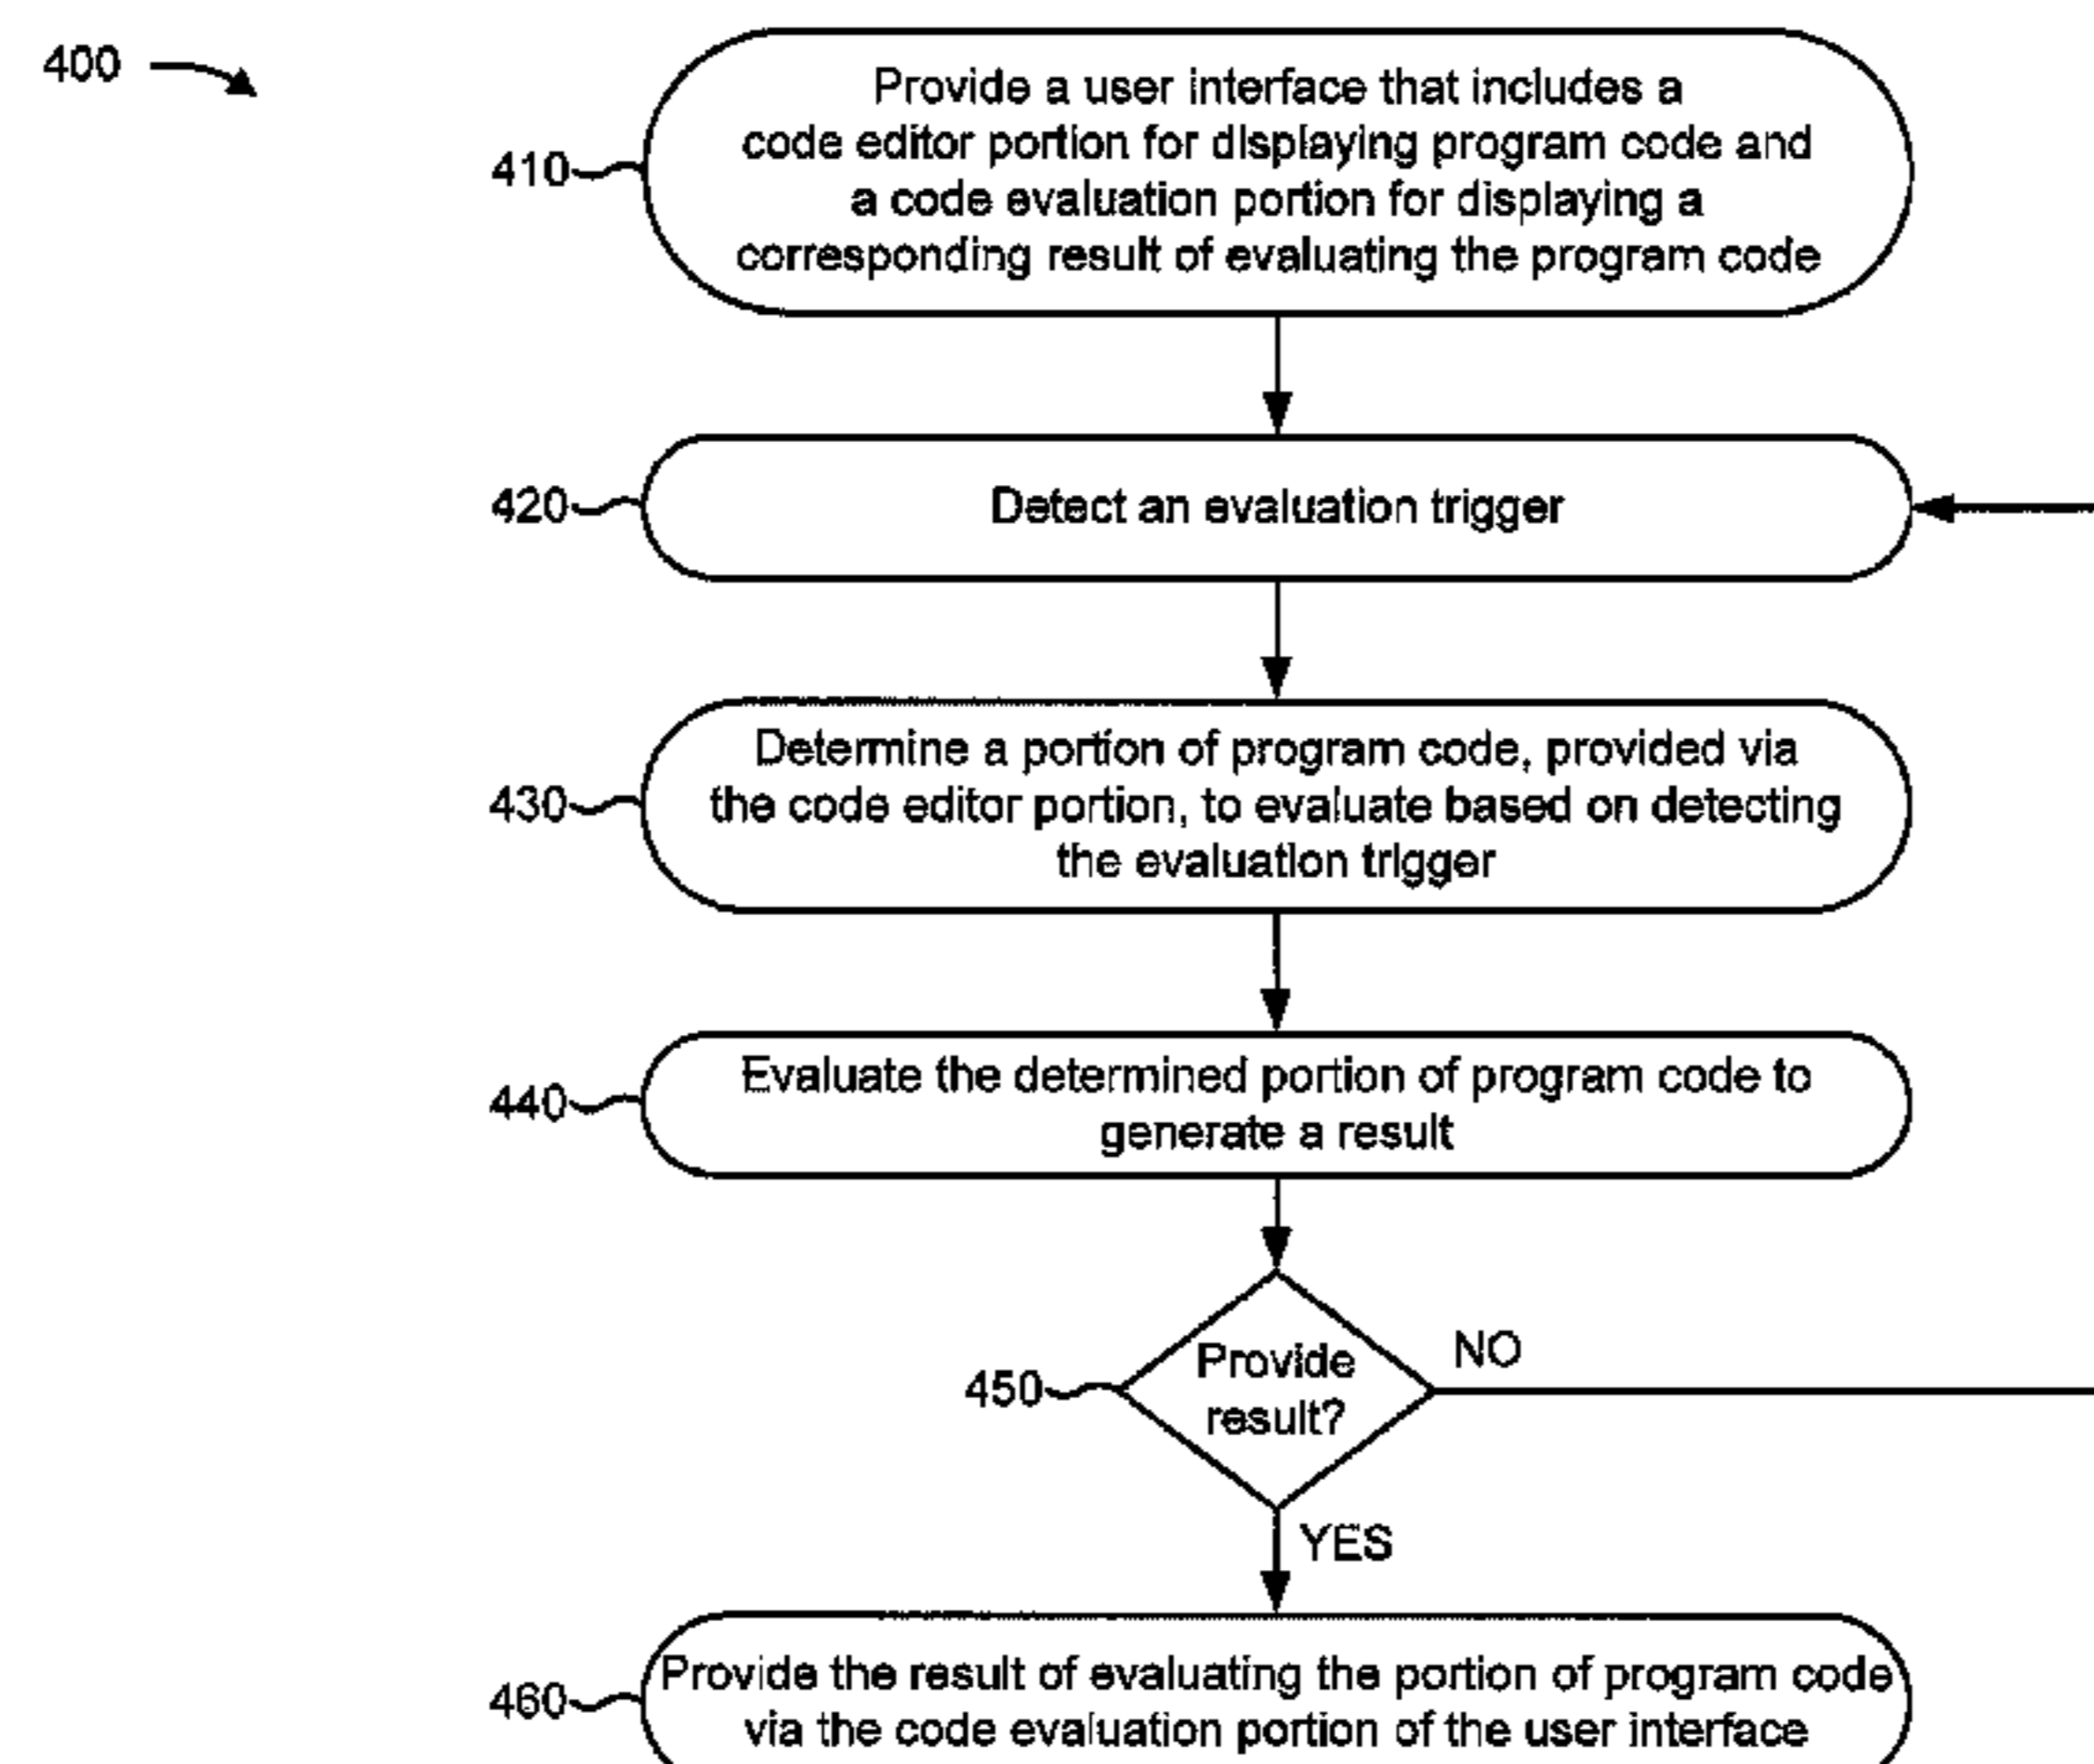 400
410
Provide a user interface that includes a
code editor portion for displaying program code and
a code evaluation portion for displaying a
corresponding result of evaluating the program code
420
Detect an evaluation trigger
430
Determine a portion of program code, provided via
the code editor portion, to evaluate based on detecting
the evaluation trigger
440
Evaluate the determined portion of program code to
generate a result
450
Provide
result?
NO
YES
460
Provide the result of evaluating the portion of program code
via the code evaluation portion of the user interface